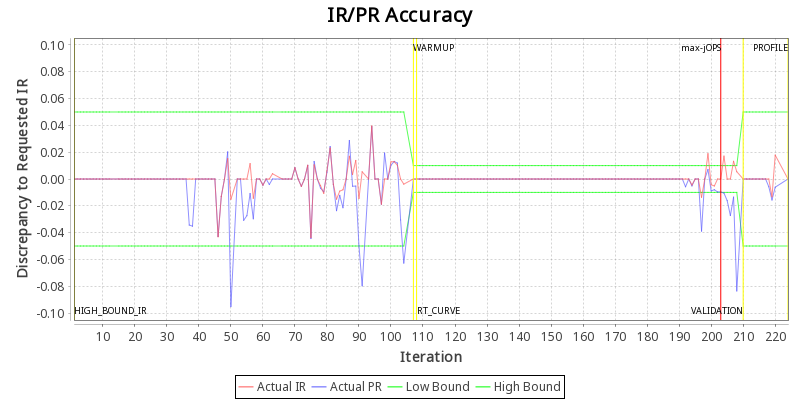 IR/PR Accuracy
Discrepancy to Requested IR
0.10
0.08
0.06
0.04
0.02
0.00
-0.02
-0.04
-0.06
-0.08
-0.10
WARMUP
max-jOPS
PROFILE
HIGH_BOUND_IR
RT_CURVE
VALIDATION
10 20 30 40 50 60 70 80 90 100 110 120 130 140 150 160 170 180 190 200 210 220
Iteration
Actual IR Actual PR Low Bound High Bound